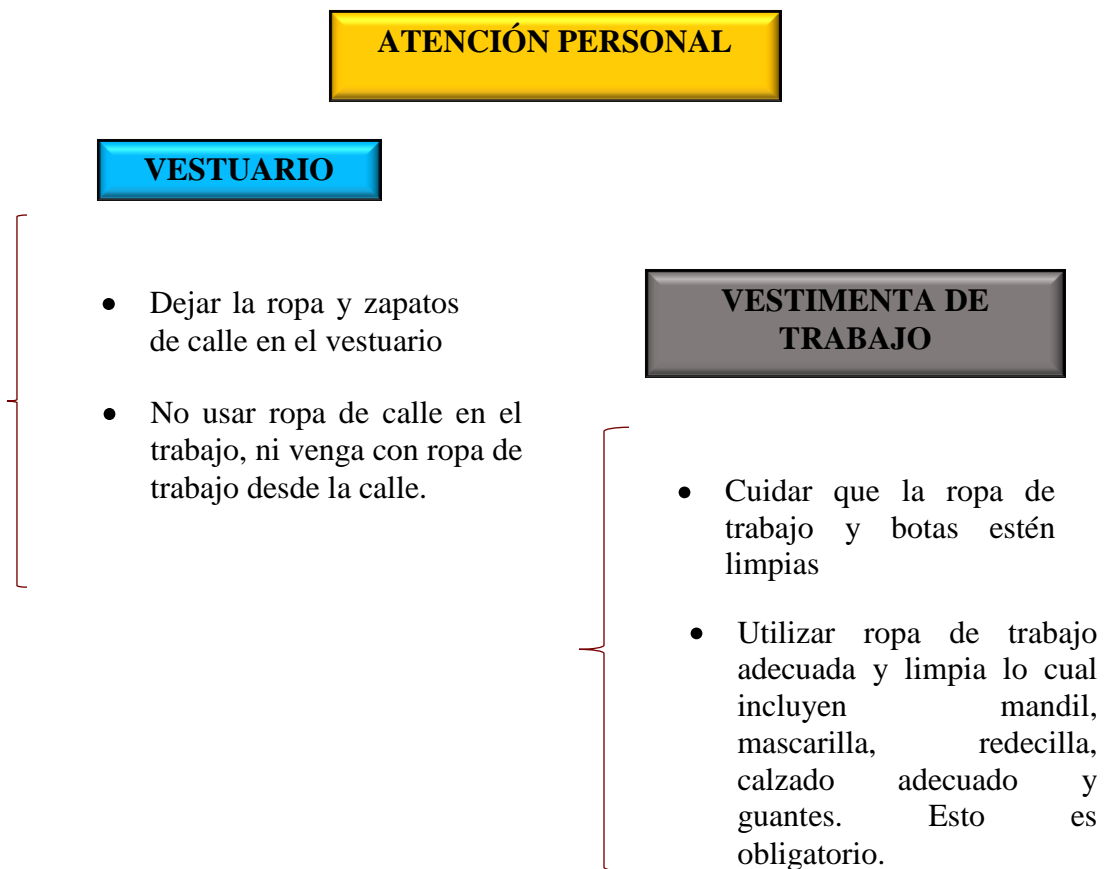 ATENCIÓN PERSONAL
VESTUARIO
• Dejar la ropa y zapatos
de calle en el vestuario
• No usar ropa de calle en el
trabajo, ni venga con ropa de
trabajo desde la calle.
VESTIMENTA DE
TRABAJO
• Cuidar que la ropa de
trabajo y botas estén
limpias
• Utilizar ropa de trabajo
adecuada y limpia lo cual
incluyen mandil,
mascarilla, redecilla,
calzado adecuado y
guantes. Esto es
obligatorio.